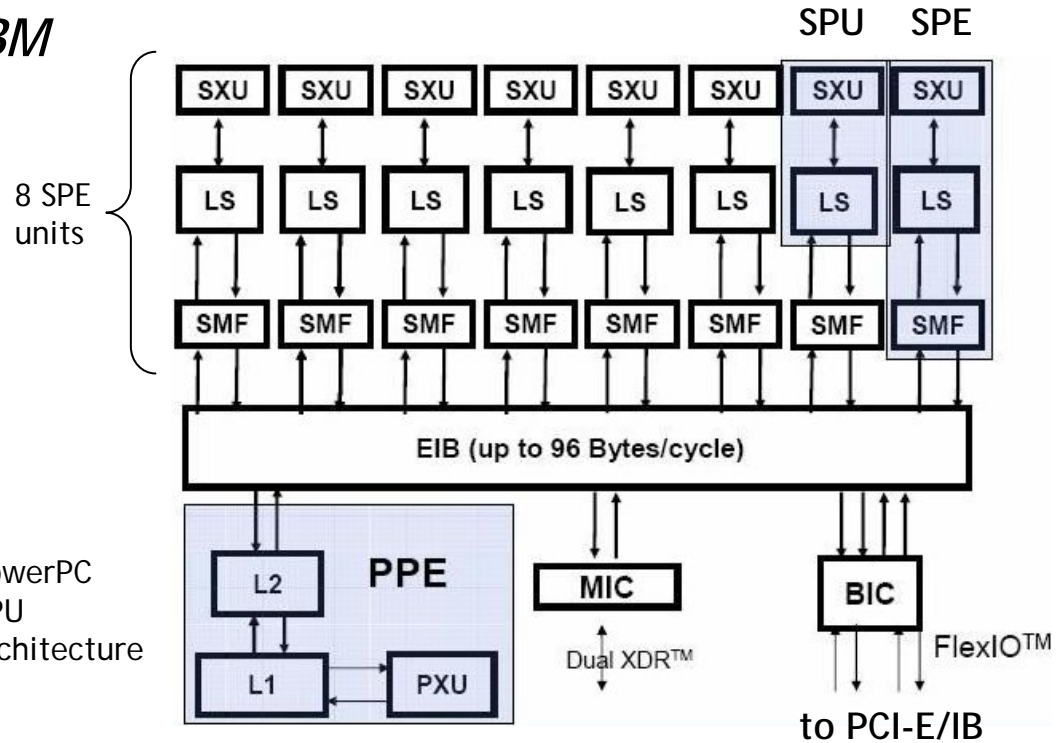 BM
SPU SPE
SXU SXU SXU SXU SXU SXU SXU SXU
8 SPE
units
LS LS LS LS LS LS LS LS
SMF SMF SMF SMF SMF SMF SMF SMF
EIB (up to 96 Bytes/cycle)
owerPC
PU
rchitecture
L2
PPE
L1
PXU
MIC
Dual XDR™
BIC
FlexIO™
to PCI-E/IB